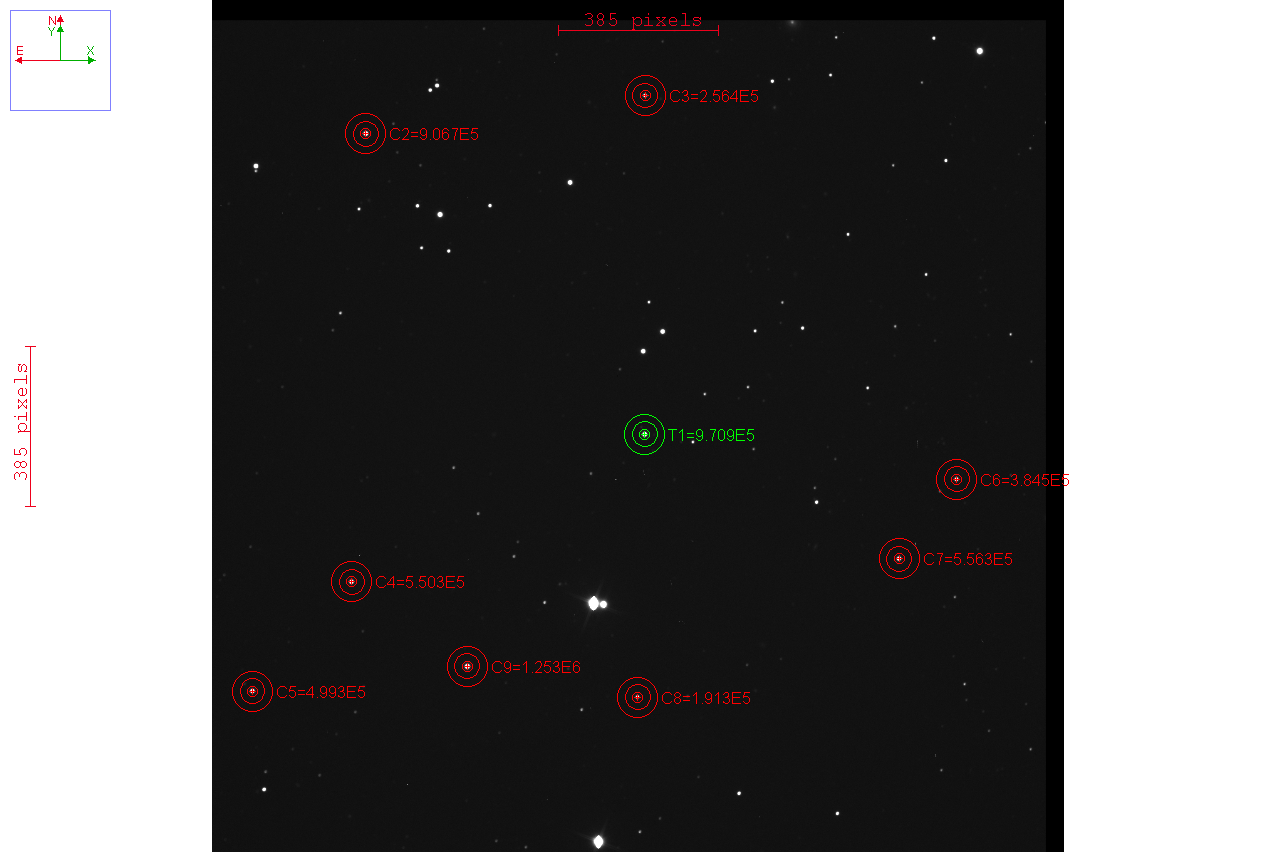 N
Y
E
X
385 pixels
C3=2.564E5
C2=9.067E5
385 pixels
T1=9.709E5
C6=3.845E5
C7=5.563E5
C4=5.503E5
C9=1.253E6
C5=4.993E5
C8=1.913E5